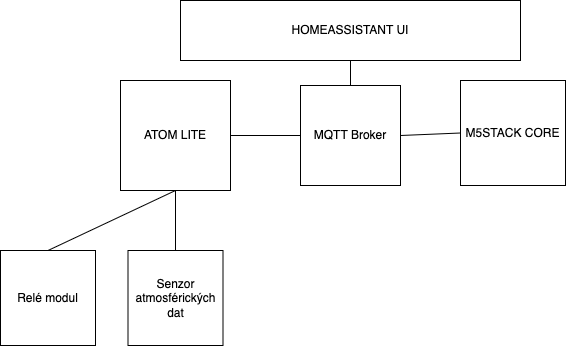 HOMEASSISTANT UI
ATOM LITE
MQTT Broker
M5STACK CORE
Relé modul
Senzor
atmosférických
dat